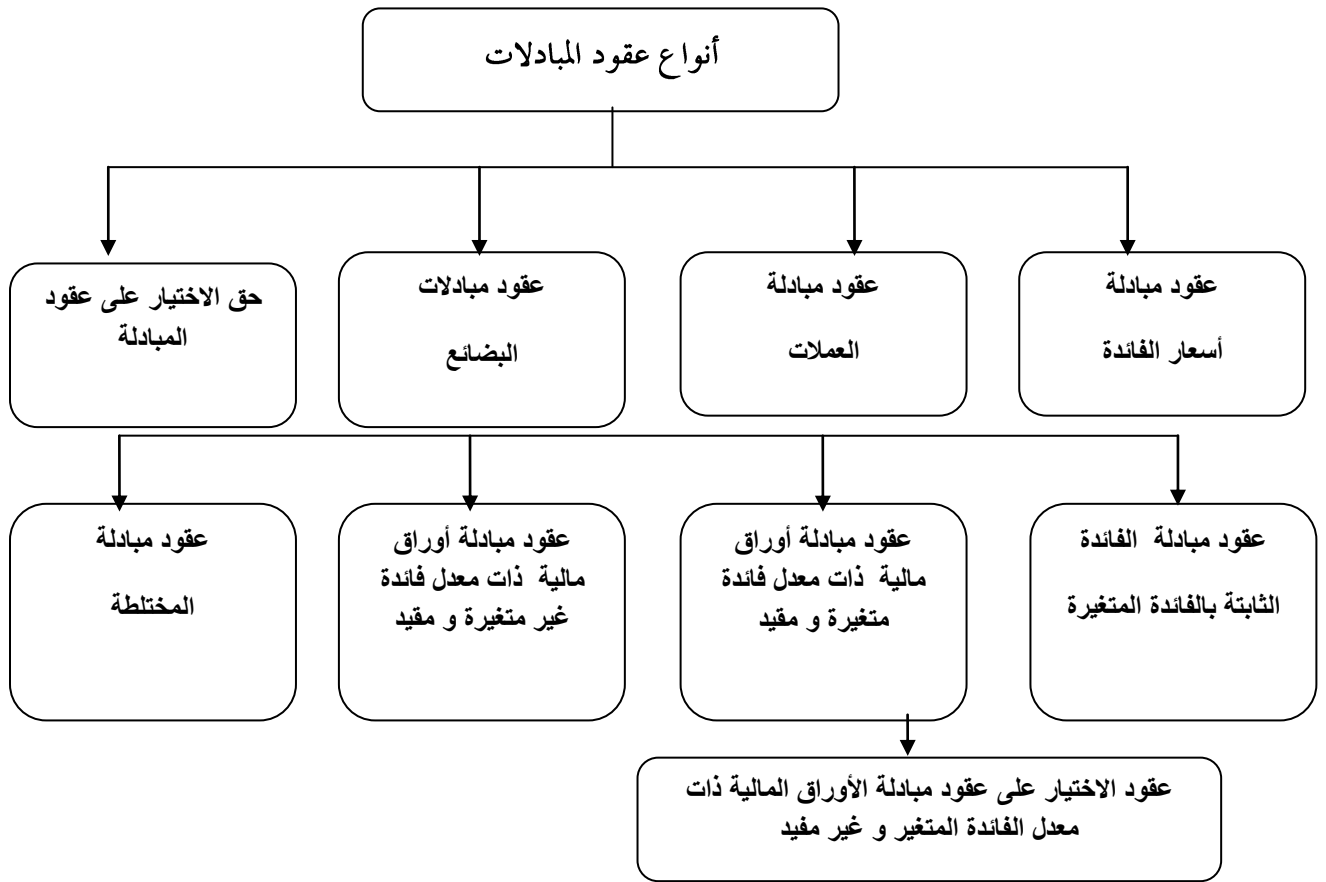 أنواع عقود المبادلات
عقود مبادلة
أسعار الفائدة
عقود مبادلة
العملات
عقود مبادلات
البضائع
حق الاختيار على عقود
المبادلة
عقود مبادلة الفائدة
الثابتة بالفائدة المتغيرة
عقود مبادلة أوراق
مالية ذات معدل فائدة
متغيرة و مقيد
عقود مبادلة أوراق
مالية ذات معدل فائدة
غير متغيرة و مقيد
عقود مبادلة
المختلطة
عقود الاختيار على عقود مبادلة الأوراق المالية ذات
معدل الفائدة المتغير و غير مفيد